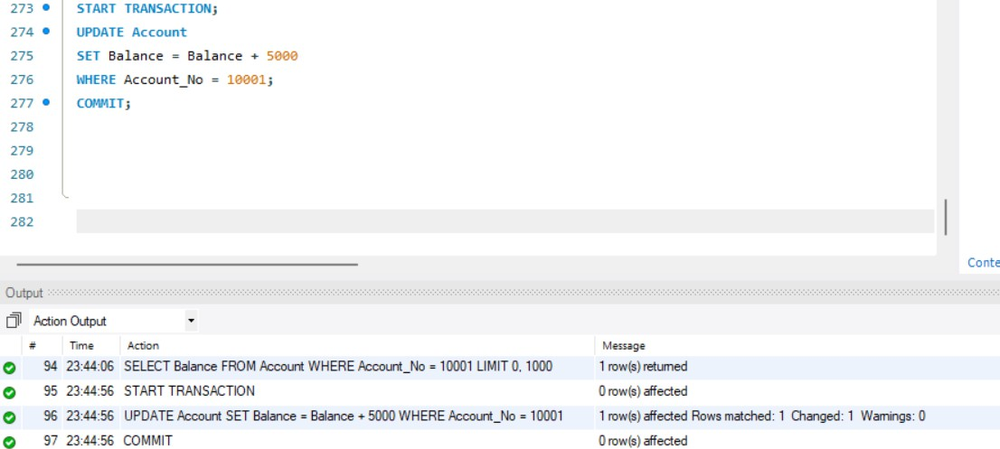 273 START TRANSACTION;
274 UPDATE Account
275 SET Balance = Balance + 5000
276 WHERE Account_No = 10001;
277 COMMIT;
278
279
280
281
282
Conte
Output
Action Output
# Time Action Message
94 23:44:06 SELECT Balance FROM Account WHERE Account_No = 10001 LIMIT 0, 1000 1 row(s) returned
95 23:44:56 START TRANSACTION 0 row(s) affected
96 23:44:56 UPDATE Account SET Balance = Balance + 5000 WHERE Account_No = 10001 1 row(s) affected Rows matched: 1 Changed: 1 Warnings: 0
97 23:44:56 COMMIT 0 row(s) affected